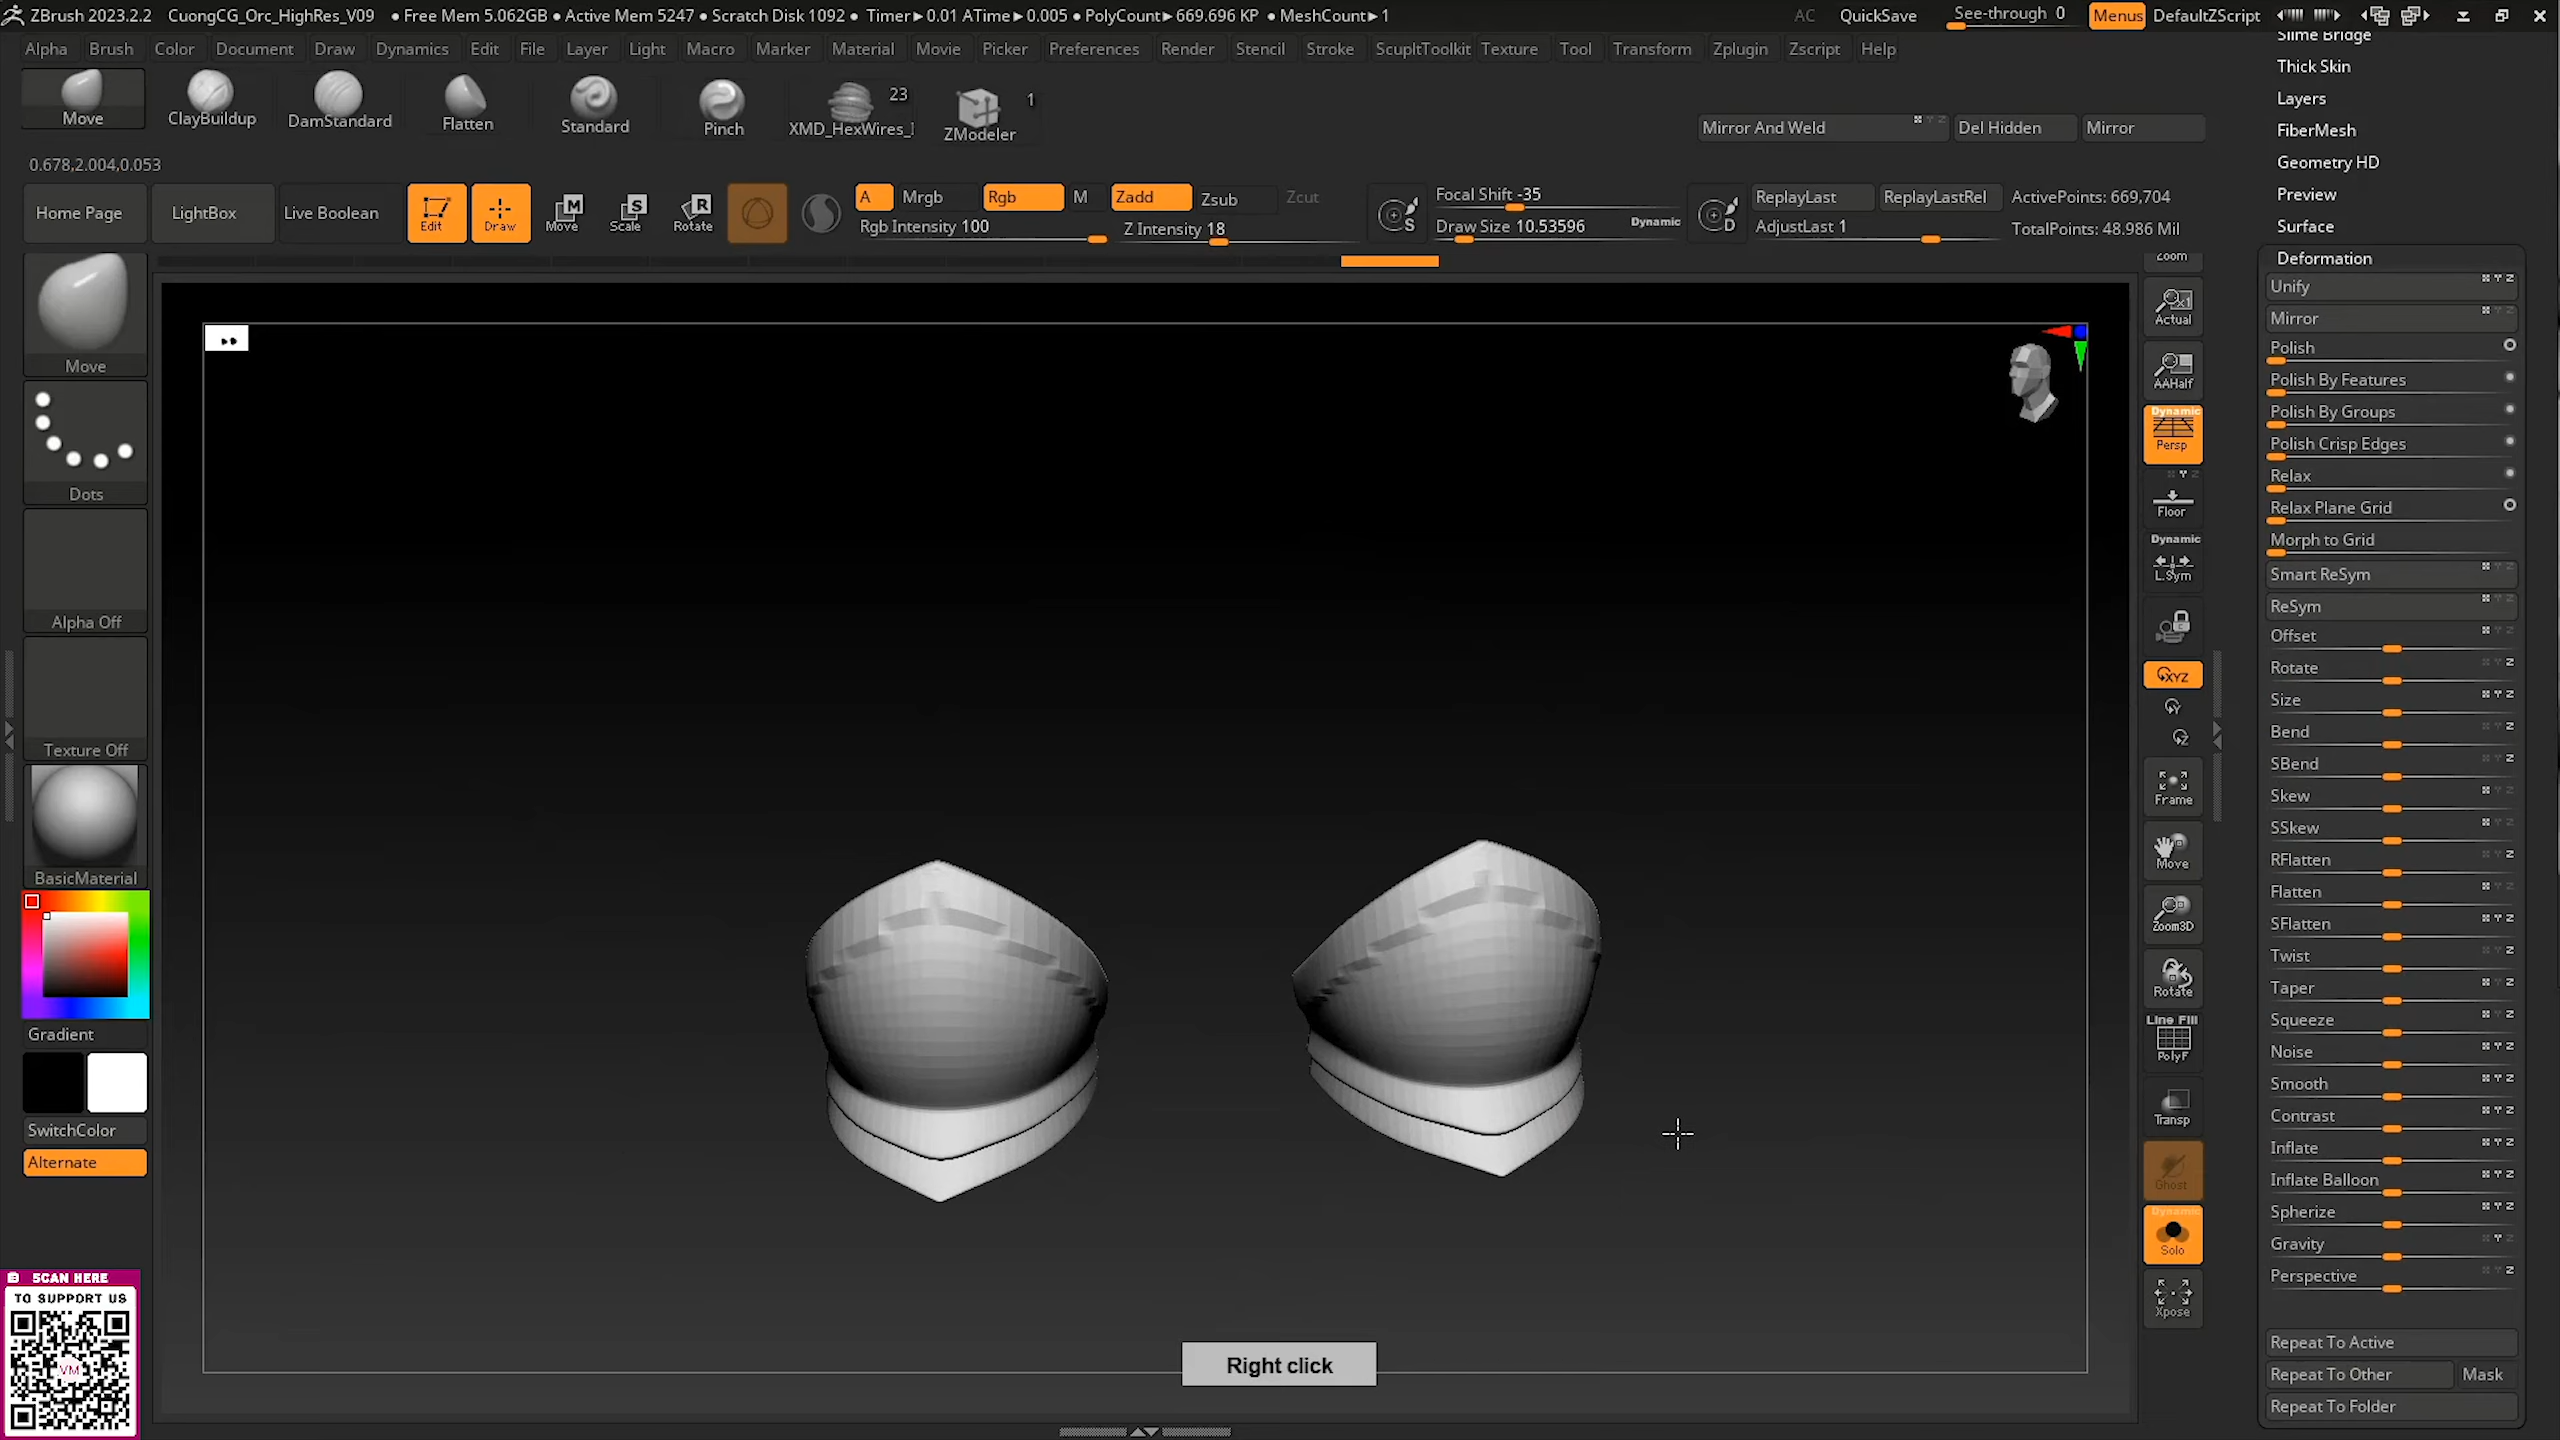 ZBrush 2023.2.2 CuongCG_Orc_HighRes_V09 • Free Mem 5.062GB • Active Mem 5247 • Scratch Disk 1092 • Timer▶0.01 ATime▶0.005 • PolyCount▶669.696 KP • MeshCount▶1 AC QuickSave See-through 0 Menus DefaultZScript
Alpha Brush Color Document Draw Dynamics Edit File Layer Light Macro Marker Material Movie Picker Preferences Render Stencil Stroke ScupltToolkit Texture Tool Transform Zplugin Zscript Help
Move ClayBuildup DamStandard Flatten Standard Pinch XMD_HexWires_ 23 ZModeler 1
Mirror And Weld Del Hidden Mirror
0.678,2.004,0.053
Home Page LightBox Live Boolean Edit Draw Move Scale Rotate A Mrgb Rgb M Zadd Zsub Zcut
Rgb Intensity 100 Z Intensity 18
S Focal Shift -35
Draw Size 10.53596 Dynamic
D ReplayLast ReplayLastRel ActivePoints: 669,704
AdjustLast 1 TotalPoints: 48.986 Mil
Move
Dots
Alpha Off
Texture Off
BasicMaterial
Gradient
SwitchColor
Alternate
SCAN HERE
TO SUPPORT US
VM
Right click
Zoom
Actual
AAHalf
Dynamic
Persp
Floor
Dynamic
L.Sym
XYZ
Y
Z
Frame
Move
Zoom3D
Rotate
Line Fill
PolyF
Transp
Ghost
Dynamic
Solo
Xpose
Slime Bridge
Thick Skin
Layers
FiberMesh
Geometry HD
Preview
Surface
Deformation
Unify
Mirror
Polish
Polish By Features
Polish By Groups
Polish Crisp Edges
Relax
Relax Plane Grid
Morph to Grid
Smart ReSym
ReSym
Offset
Rotate
Size
Bend
SBend
Skew
SSkew
RFlatten
Flatten
SFlatten
Twist
Taper
Squeeze
Noise
Smooth
Contrast
Inflate
Inflate Balloon
Spherize
Gravity
Perspective
Repeat To Active
Repeat To Other Mask
Repeat To Folder